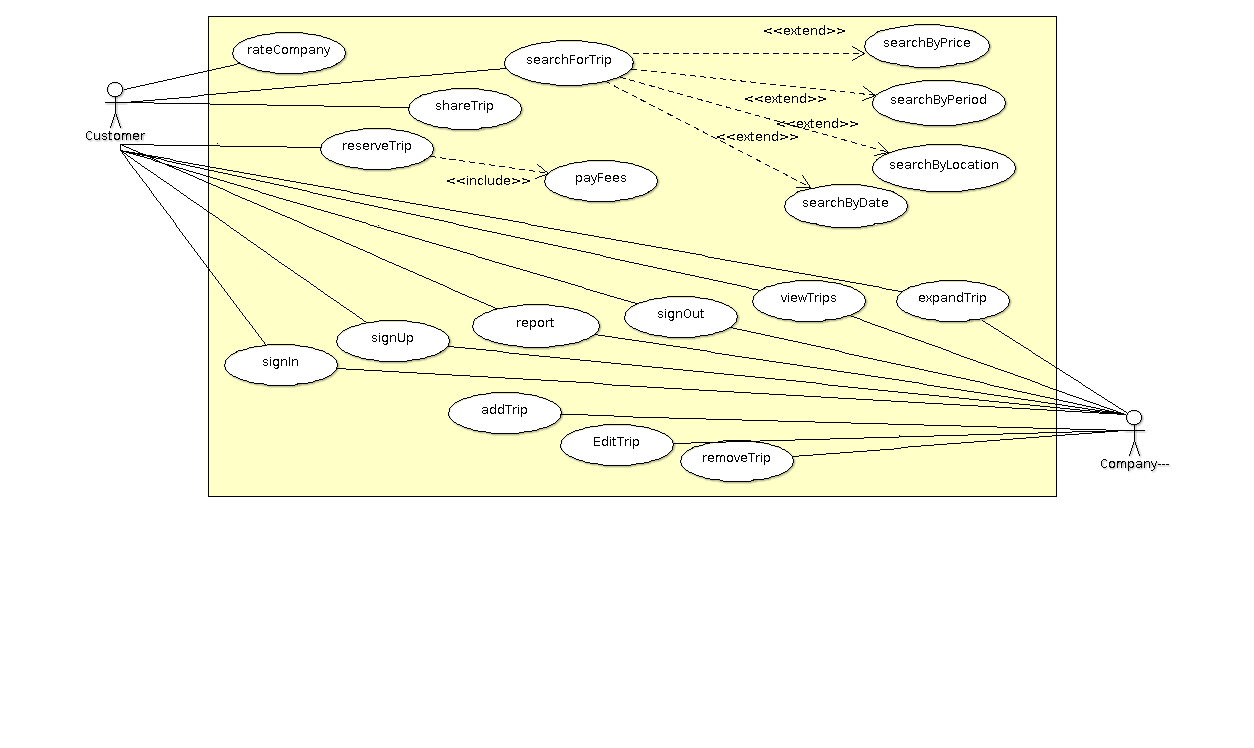 <<extend>>
searchByPrice
rateCompany
searchForTrip
searchByPeriod
<<extend>>
shareTrip
<<extend>>
Customer
<<extend>>
reserveTrip
searchByLocation
<<include>>
payFees
searchByDate
viewTrips
expandTrip
signOut
report
signUp
signIn
addTrip
EditTrip
removeTrip
Company---